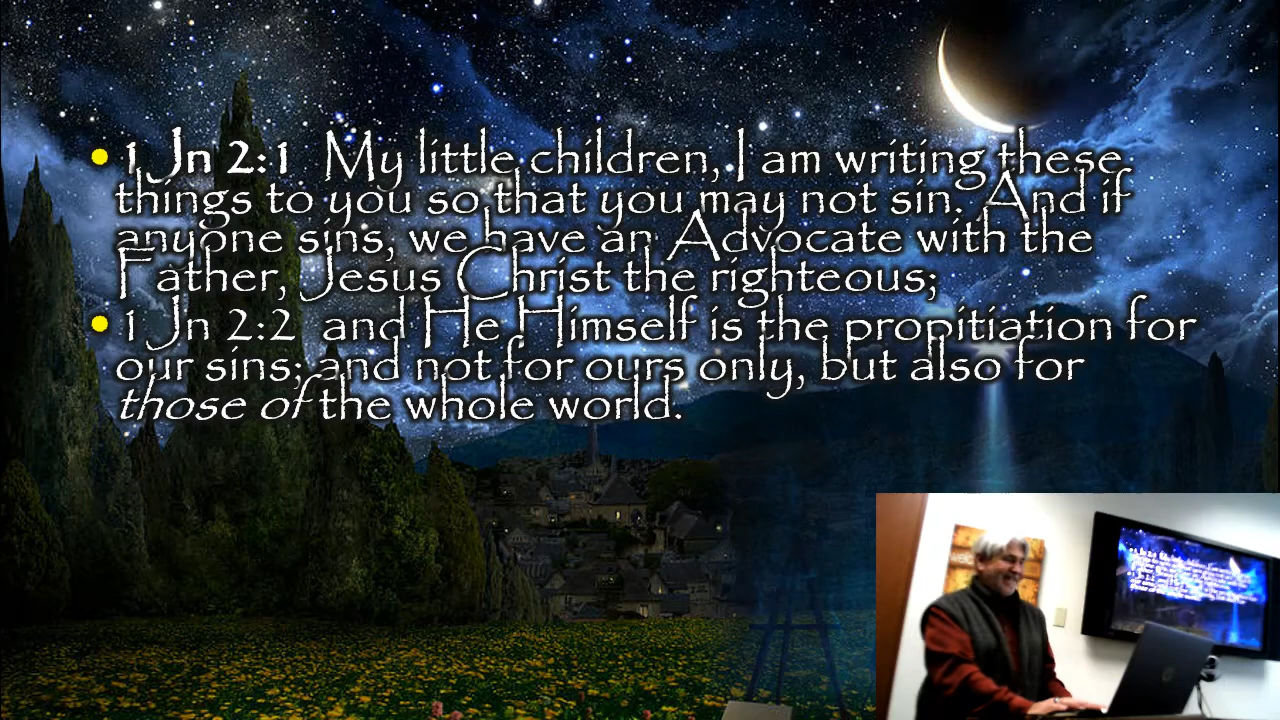 • 1 Jn 2:1 My little children, I am writing these
things to you so that you may not sin. And if
anyone sins, we have an Advocate with the
Father, Jesus Christ the righteous;
• 1 Jn 2:2 and He Himself is the propitiation for
our sins; and not for ours only, but also for
those of the whole world.